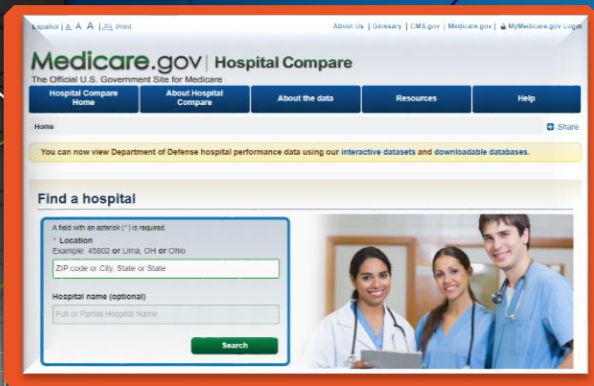 Español | A A A | Print
About Us | Glossary | CMS.gov | Medicare.gov | MyMedicare.gov Login
Medicare.gov | Hospital Compare
The Official U.S. Government Site for Medicare
Hospital Compare Home
About Hospital Compare
About the data
Resources
Help
Home
Share
You can now view Department of Defense hospital performance data using our interactive datasets and downloadable databases.
Find a hospital
A field with an asterisk (*) is required.
* Location
Example: 45802 or Lima, OH or Ohio
ZIP code or City, State or State
Hospital name (optional)
Full or Partial Hospital Name
Search